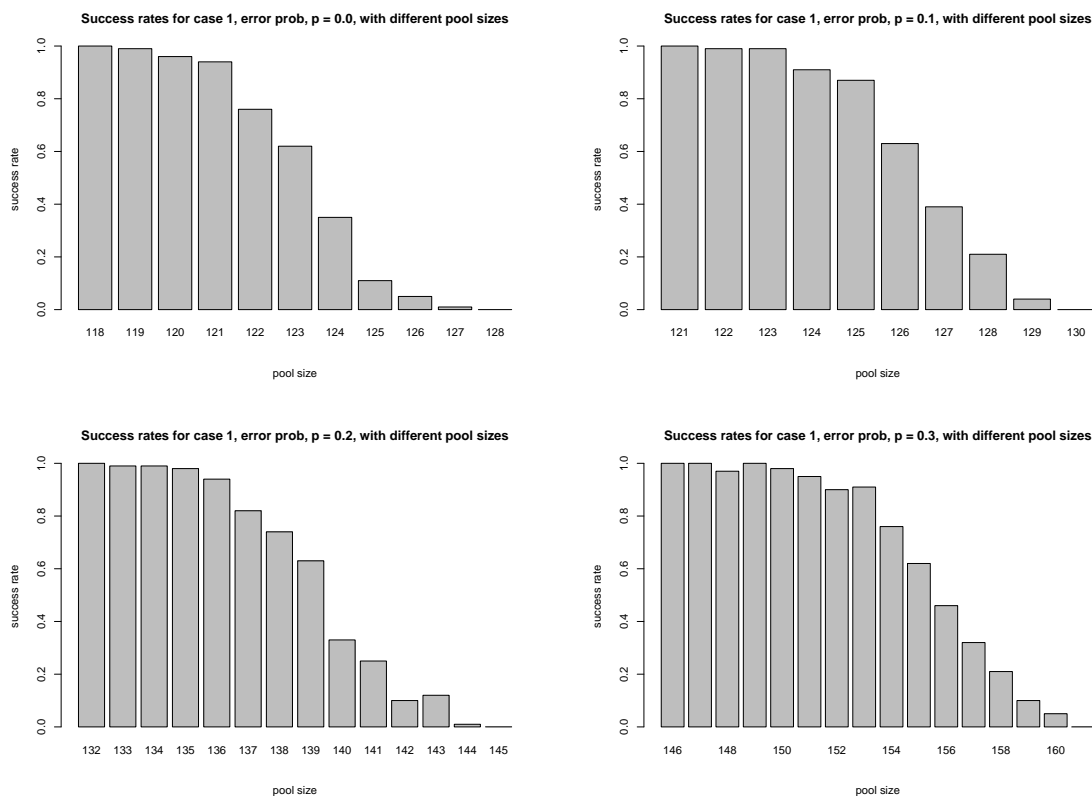 Success rates for case 1, error prob, p = 0.0, with different pool sizes
success rate
0.0 0.2 0.4 0.6 0.8 1.0
118 119 120 121 122 123 124 125 126 127 128
pool size
Success rates for case 1, error prob, p = 0.1, with different pool sizes
success rate
0.0 0.2 0.4 0.6 0.8 1.0
121 122 123 124 125 126 127 128 129 130
pool size
Success rates for case 1, error prob, p = 0.2, with different pool sizes
success rate
0.0 0.2 0.4 0.6 0.8 1.0
132 133 134 135 136 137 138 139 140 141 142 143 144 145
pool size
Success rates for case 1, error prob, p = 0.3, with different pool sizes
success rate
0.0 0.2 0.4 0.6 0.8 1.0
146 148 150 152 154 156 158 160
pool size